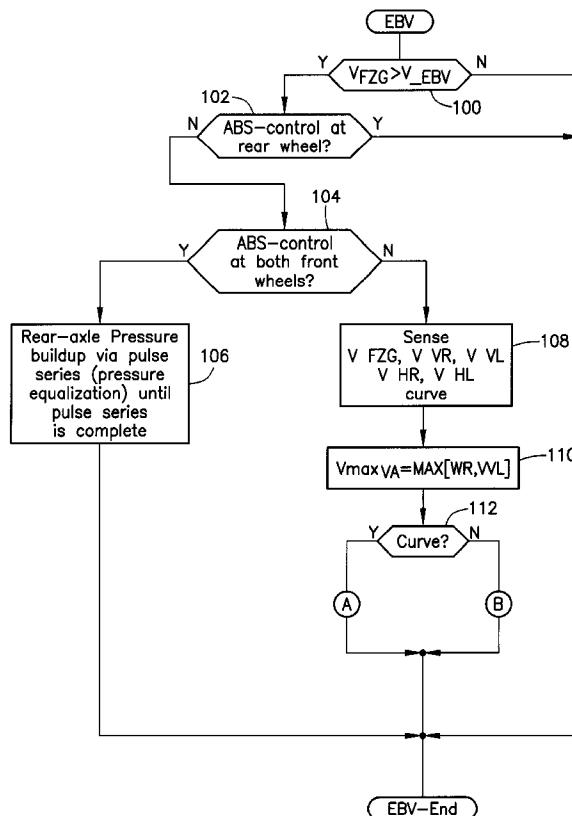 EBV
Y
VFZG>V_EBV
N
100
102
N
ABS-control at
rear wheel?
Y
104
Y
ABS-control
at both front
wheels?
N
Rear-axle Pressure
buildup via pulse
series (pressure
equalization) until
pulse series
is complete
106
Sense
V FZG, V VR, V VL
V HR, V HL
curve
108
VmaxVA=MAX[WR,VVL]
110
112
Y
Curve?
N
A
B
EBV-End